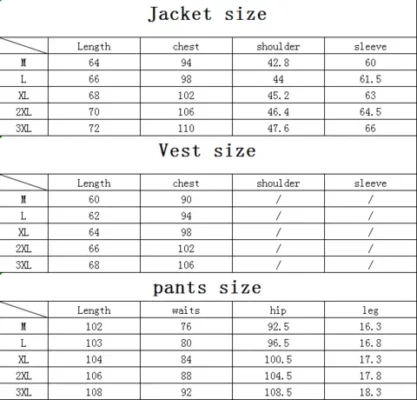 Jacket size
Length chest shoulder sleeve
M 64 94 42.8 60
L 66 98 44 61.5
XL 68 102 45.2 63
2XL 70 106 46.4 64.5
3XL 72 110 47.6 66
Vest size
Length chest shoulder sleeve
M 60 90 / /
L 62 94 / /
XL 64 98 / /
2XL 66 102 / /
3XL 68 106 / /
pants size
Length waits hip leg
M 102 76 92.5 16.3
L 103 80 96.5 16.8
XL 104 84 100.5 17.3
2XL 106 88 104.5 17.8
3XL 108 92 108.5 18.3